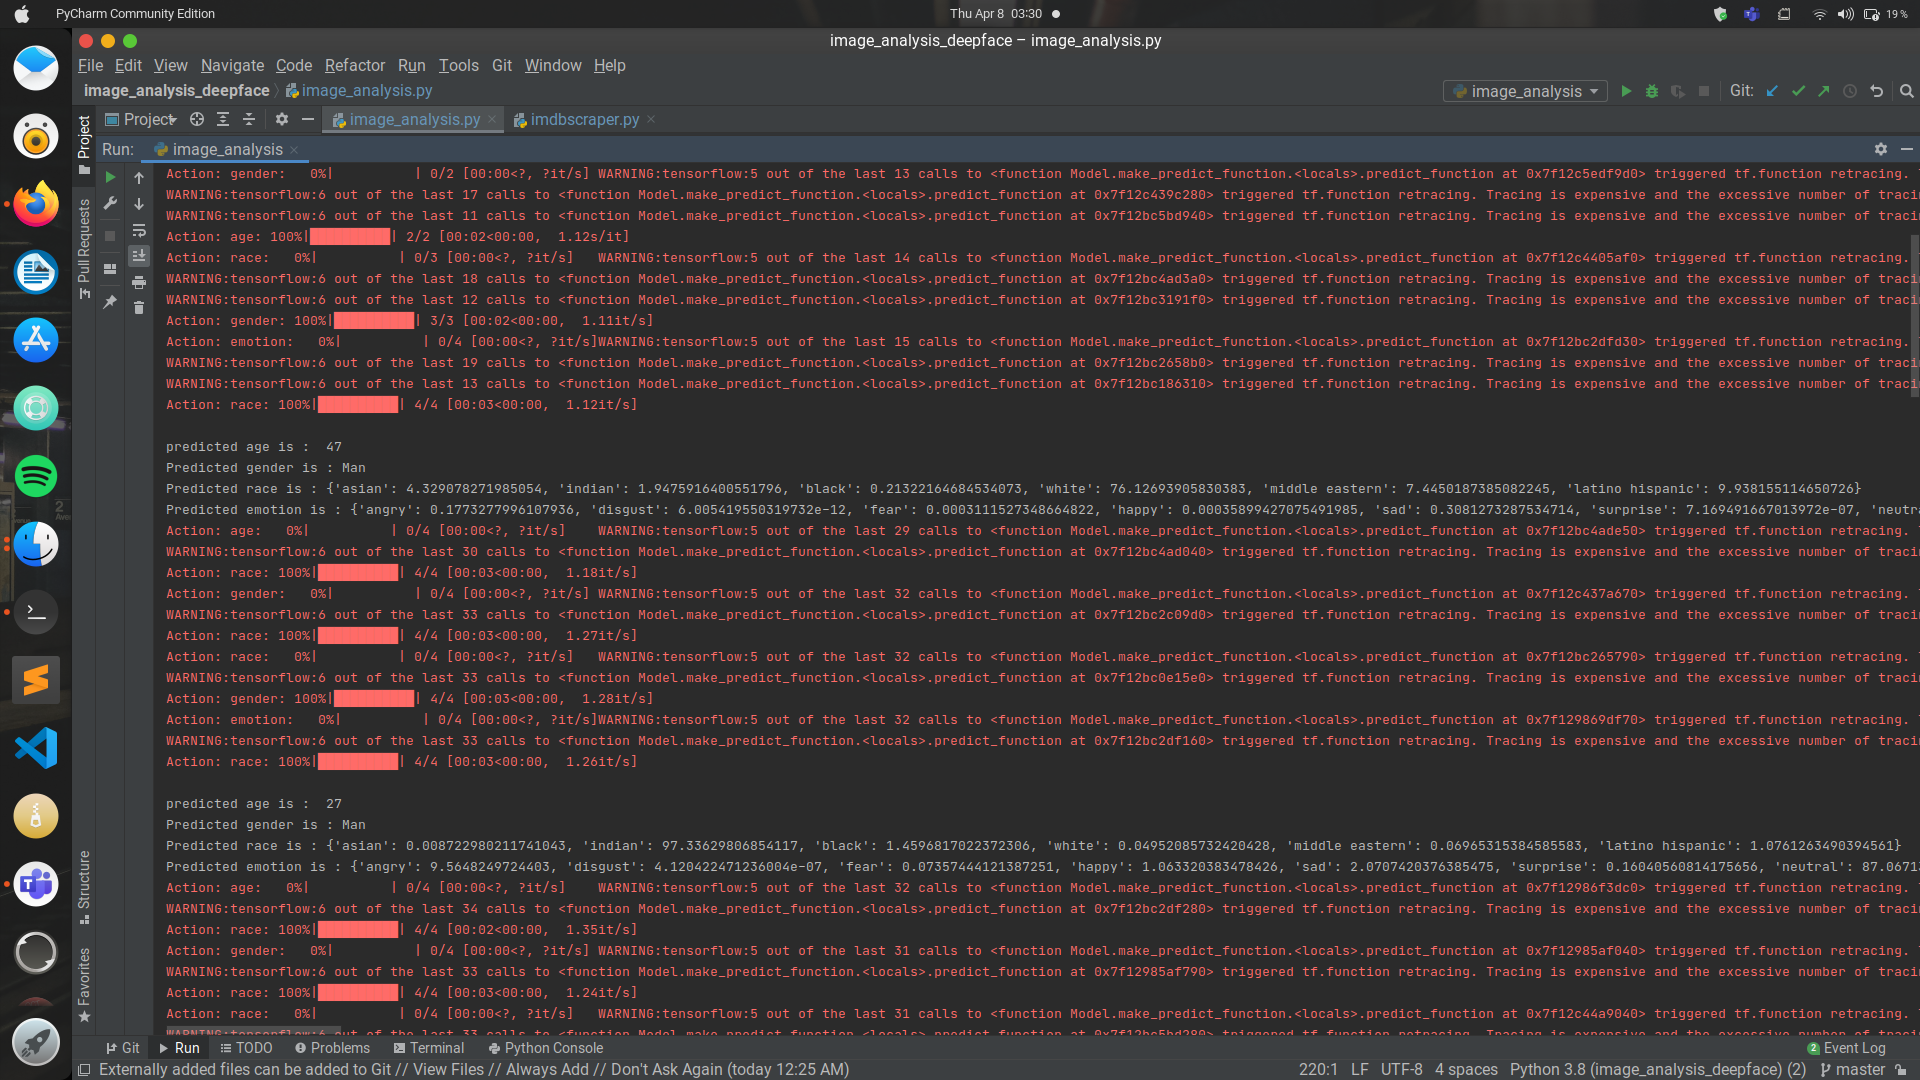 PyCharm Community Edition
Thu Apr 8 03:30
19%
image_analysis_deepface – image_analysis.py
File Edit View Navigate Code Refactor Run Tools Git Window Help
image_analysis_deepface image_analysis.py
image_analysis
Git:
Project
image_analysis.py
imdbscraper.py
Run: image_analysis
Project
Pull Requests
Structure
Favorites
Action: gender:   0%|          | 0/2 [00:00<?, ?it/s] WARNING:tensorflow:5 out of the last 13 calls to <function Model.make_predict_function.<locals>.predict_function at 0x7f12c5edf9d0> triggered tf.function retracing.
WARNING:tensorflow:6 out of the last 17 calls to <function Model.make_predict_function.<locals>.predict_function at 0x7f12c439c280> triggered tf.function retracing. Tracing is expensive and the excessive number of traci
WARNING:tensorflow:6 out of the last 11 calls to <function Model.make_predict_function.<locals>.predict_function at 0x7f12bc5bd940> triggered tf.function retracing. Tracing is expensive and the excessive number of traci
Action: age: 100%|██████████| 2/2 [00:02<00:00,  1.12s/it]
Action: race:   0%|          | 0/3 [00:00<?, ?it/s]   WARNING:tensorflow:5 out of the last 14 calls to <function Model.make_predict_function.<locals>.predict_function at 0x7f12c4405af0> triggered tf.function retracing.
WARNING:tensorflow:6 out of the last 18 calls to <function Model.make_predict_function.<locals>.predict_function at 0x7f12bc4ad3a0> triggered tf.function retracing. Tracing is expensive and the excessive number of traci
WARNING:tensorflow:6 out of the last 12 calls to <function Model.make_predict_function.<locals>.predict_function at 0x7f12bc3191f0> triggered tf.function retracing. Tracing is expensive and the excessive number of traci
Action: gender: 100%|██████████| 3/3 [00:02<00:00,  1.11it/s]
Action: emotion:   0%|          | 0/4 [00:00<?, ?it/s]WARNING:tensorflow:5 out of the last 15 calls to <function Model.make_predict_function.<locals>.predict_function at 0x7f12bc2dfd30> triggered tf.function retracing.
WARNING:tensorflow:6 out of the last 19 calls to <function Model.make_predict_function.<locals>.predict_function at 0x7f12bc2658b0> triggered tf.function retracing. Tracing is expensive and the excessive number of traci
WARNING:tensorflow:6 out of the last 13 calls to <function Model.make_predict_function.<locals>.predict_function at 0x7f12bc186310> triggered tf.function retracing. Tracing is expensive and the excessive number of traci
Action: race: 100%|██████████| 4/4 [00:03<00:00,  1.12it/s]
predicted age is :  47
Predicted gender is : Man
Predicted race is : {'asian': 4.329078271985054, 'indian': 1.9475916400551796, 'black': 0.21322164684534073, 'white': 76.12693905830383, 'middle eastern': 7.4450187385082245, 'latino hispanic': 9.938155114650726}
Predicted emotion is : {'angry': 0.1773277996107936, 'disgust': 6.005419550319732e-12, 'fear': 0.0003111527348664822, 'happy': 0.00035899427075491985, 'sad': 0.3081273287534714, 'surprise': 7.169491667013972e-07, 'neutra
Action: age:   0%|          | 0/4 [00:00<?, ?it/s]    WARNING:tensorflow:5 out of the last 29 calls to <function Model.make_predict_function.<locals>.predict_function at 0x7f12bc4ade50> triggered tf.function retracing.
WARNING:tensorflow:6 out of the last 30 calls to <function Model.make_predict_function.<locals>.predict_function at 0x7f12bc4ad040> triggered tf.function retracing. Tracing is expensive and the excessive number of traci
Action: race: 100%|██████████| 4/4 [00:03<00:00,  1.18it/s]
Action: gender:   0%|          | 0/4 [00:00<?, ?it/s] WARNING:tensorflow:5 out of the last 32 calls to <function Model.make_predict_function.<locals>.predict_function at 0x7f12c437a670> triggered tf.function retracing.
WARNING:tensorflow:6 out of the last 33 calls to <function Model.make_predict_function.<locals>.predict_function at 0x7f12bc2c09d0> triggered tf.function retracing. Tracing is expensive and the excessive number of traci
Action: race: 100%|██████████| 4/4 [00:03<00:00,  1.27it/s]
Action: race:   0%|          | 0/4 [00:00<?, ?it/s]   WARNING:tensorflow:5 out of the last 32 calls to <function Model.make_predict_function.<locals>.predict_function at 0x7f12bc265790> triggered tf.function retracing.
WARNING:tensorflow:6 out of the last 33 calls to <function Model.make_predict_function.<locals>.predict_function at 0x7f12bc0e15e0> triggered tf.function retracing. Tracing is expensive and the excessive number of traci
Action: gender: 100%|██████████| 4/4 [00:03<00:00,  1.28it/s]
Action: emotion:   0%|          | 0/4 [00:00<?, ?it/s]WARNING:tensorflow:5 out of the last 32 calls to <function Model.make_predict_function.<locals>.predict_function at 0x7f129869df70> triggered tf.function retracing.
WARNING:tensorflow:6 out of the last 33 calls to <function Model.make_predict_function.<locals>.predict_function at 0x7f12bc2df160> triggered tf.function retracing. Tracing is expensive and the excessive number of traci
Action: race: 100%|██████████| 4/4 [00:03<00:00,  1.26it/s]
predicted age is :  27
Predicted gender is : Man
Predicted race is : {'asian': 0.008722980211741043, 'indian': 97.33629806854117, 'black': 1.4596817022372306, 'white': 0.04952085732420428, 'middle eastern': 0.06965315384585583, 'latino hispanic': 1.0761263490394561}
Predicted emotion is : {'angry': 9.5648249724403, 'disgust': 4.120422471236004e-07, 'fear': 0.07357444121387251, 'happy': 1.063320383478426, 'sad': 2.0707420376385475, 'surprise': 0.16040560814175656, 'neutral': 87.0671
Action: age:   0%|          | 0/4 [00:00<?, ?it/s]    WARNING:tensorflow:5 out of the last 32 calls to <function Model.make_predict_function.<locals>.predict_function at 0x7f12986f3dc0> triggered tf.function retracing.
WARNING:tensorflow:6 out of the last 34 calls to <function Model.make_predict_function.<locals>.predict_function at 0x7f12bc2df280> triggered tf.function retracing. Tracing is expensive and the excessive number of traci
Action: race: 100%|██████████| 4/4 [00:02<00:00,  1.35it/s]
Action: gender:   0%|          | 0/4 [00:00<?, ?it/s] WARNING:tensorflow:5 out of the last 31 calls to <function Model.make_predict_function.<locals>.predict_function at 0x7f12985af040> triggered tf.function retracing.
WARNING:tensorflow:6 out of the last 33 calls to <function Model.make_predict_function.<locals>.predict_function at 0x7f12985af790> triggered tf.function retracing. Tracing is expensive and the excessive number of traci
Action: race: 100%|██████████| 4/4 [00:03<00:00,  1.24it/s]
Action: race:   0%|          | 0/4 [00:00<?, ?it/s]   WARNING:tensorflow:5 out of the last 31 calls to <function Model.make_predict_function.<locals>.predict_function at 0x7f12c44a9040> triggered tf.function retracing.
WARNING:tensorflow:6 out of the last 33 calls to <function Model.make_predict_function.<locals>.predict_function at 0x7f12bc5bd280> triggered tf.function retracing. Tracing is expensive and the excessive number of traci
Git Run TODO Problems Terminal Python Console
2 Event Log
Externally added files can be added to Git // View Files // Always Add // Don't Ask Again (today 12:25 AM)
220:1 LF UTF-8 4 spaces Python 3.8 (image_analysis_deepface) (2) master